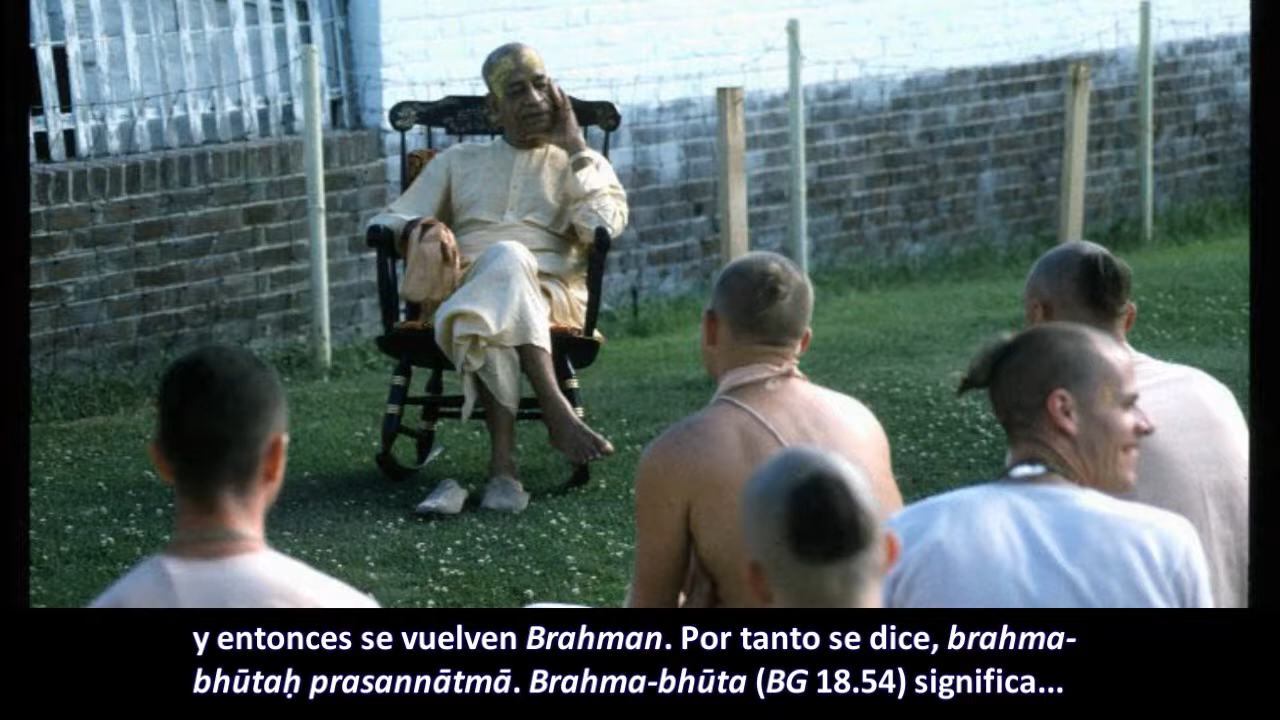 y entonces se vuelven Brahman. Por tanto se dice, brahma-
bhūtaḥ prasannātmā. Brahma-bhūta (BG 18.54) significa...